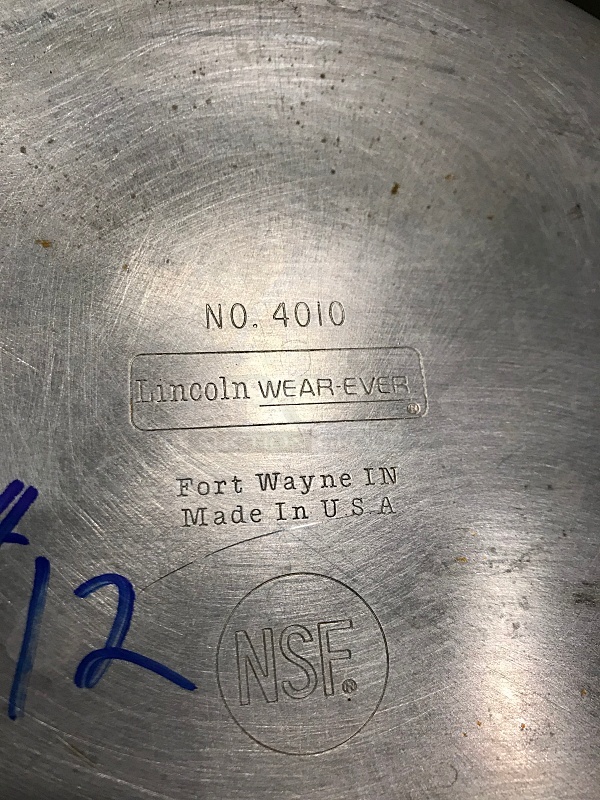 NO. 4010
Lincoln WEAR-EVER ®
Fort Wayne IN
Made In U.S.A
#12
NSF®